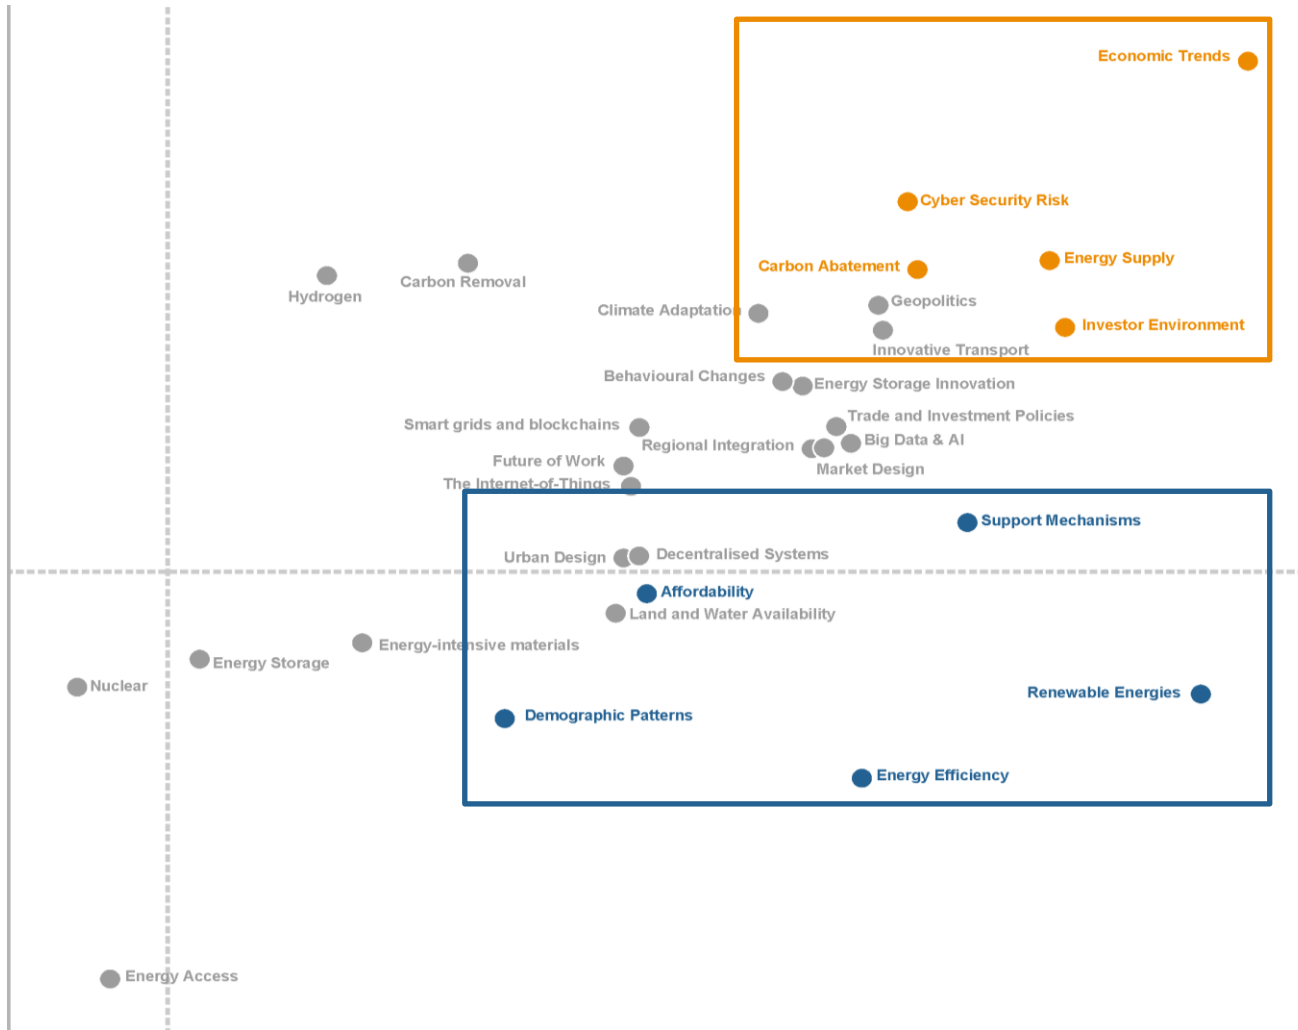 Economic Trends
Cyber Security Risk
Energy Supply
Carbon Abatement
Carbon Removal
Hydrogen
Geopolitics
Climate Adaptation
Investor Environment
Innovative Transport
Behavioural Changes
Energy Storage Innovation
Trade and Investment Policies
Smart grids and blockchains
Big Data & AI
Regional Integration
Future of Work
Market Design
The Internet-of-Things
Support Mechanisms
Decentralised Systems
Urban Design
Affordability
Land and Water Availability
Energy-intensive materials
Energy Storage
Nuclear
Renewable Energies
Demographic Patterns
Energy Efficiency
Energy Access